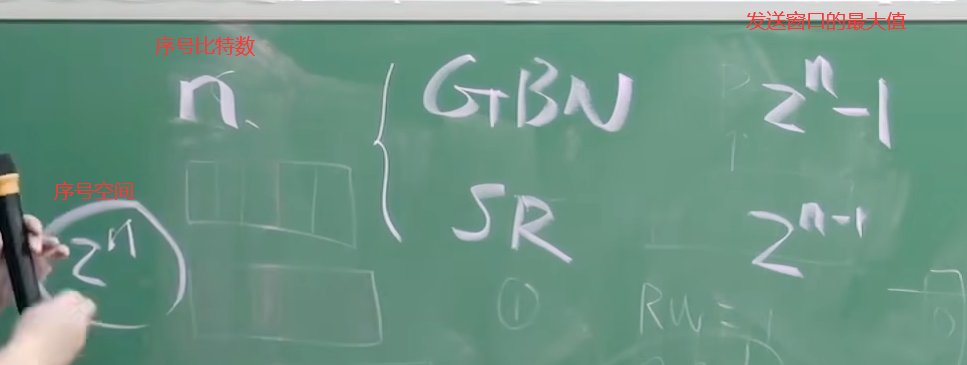 发送窗口的最大值
序号比特数
n { GBN 2^n-1
序号空间
2^n SR 2^{n-1}
① RW = 1